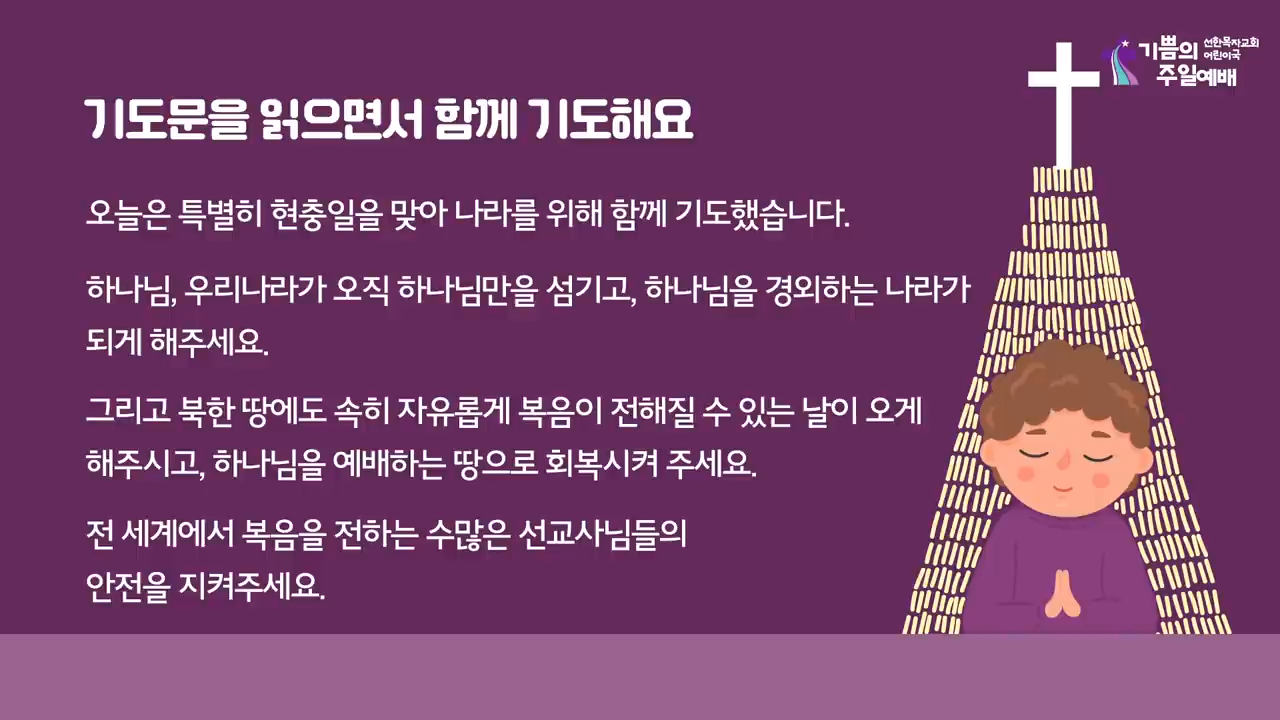 기쁨의 선한목자교회
어린이국
주일예배
기도문을 읽으면서 함께 기도해요
오늘은 특별히 현충일을 맞아 나라를 위해 함께 기도했습니다.
하나님, 우리나라가 오직 하나님만을 섬기고, 하나님을 경외하는 나라가
되게 해주세요.
그리고 북한 땅에도 속히 자유롭게 복음이 전해질 수 있는 날이 오게
해주시고, 하나님을 예배하는 땅으로 회복시켜 주세요.
전 세계에서 복음을 전하는 수많은 선교사님들의
안전을 지켜주세요.